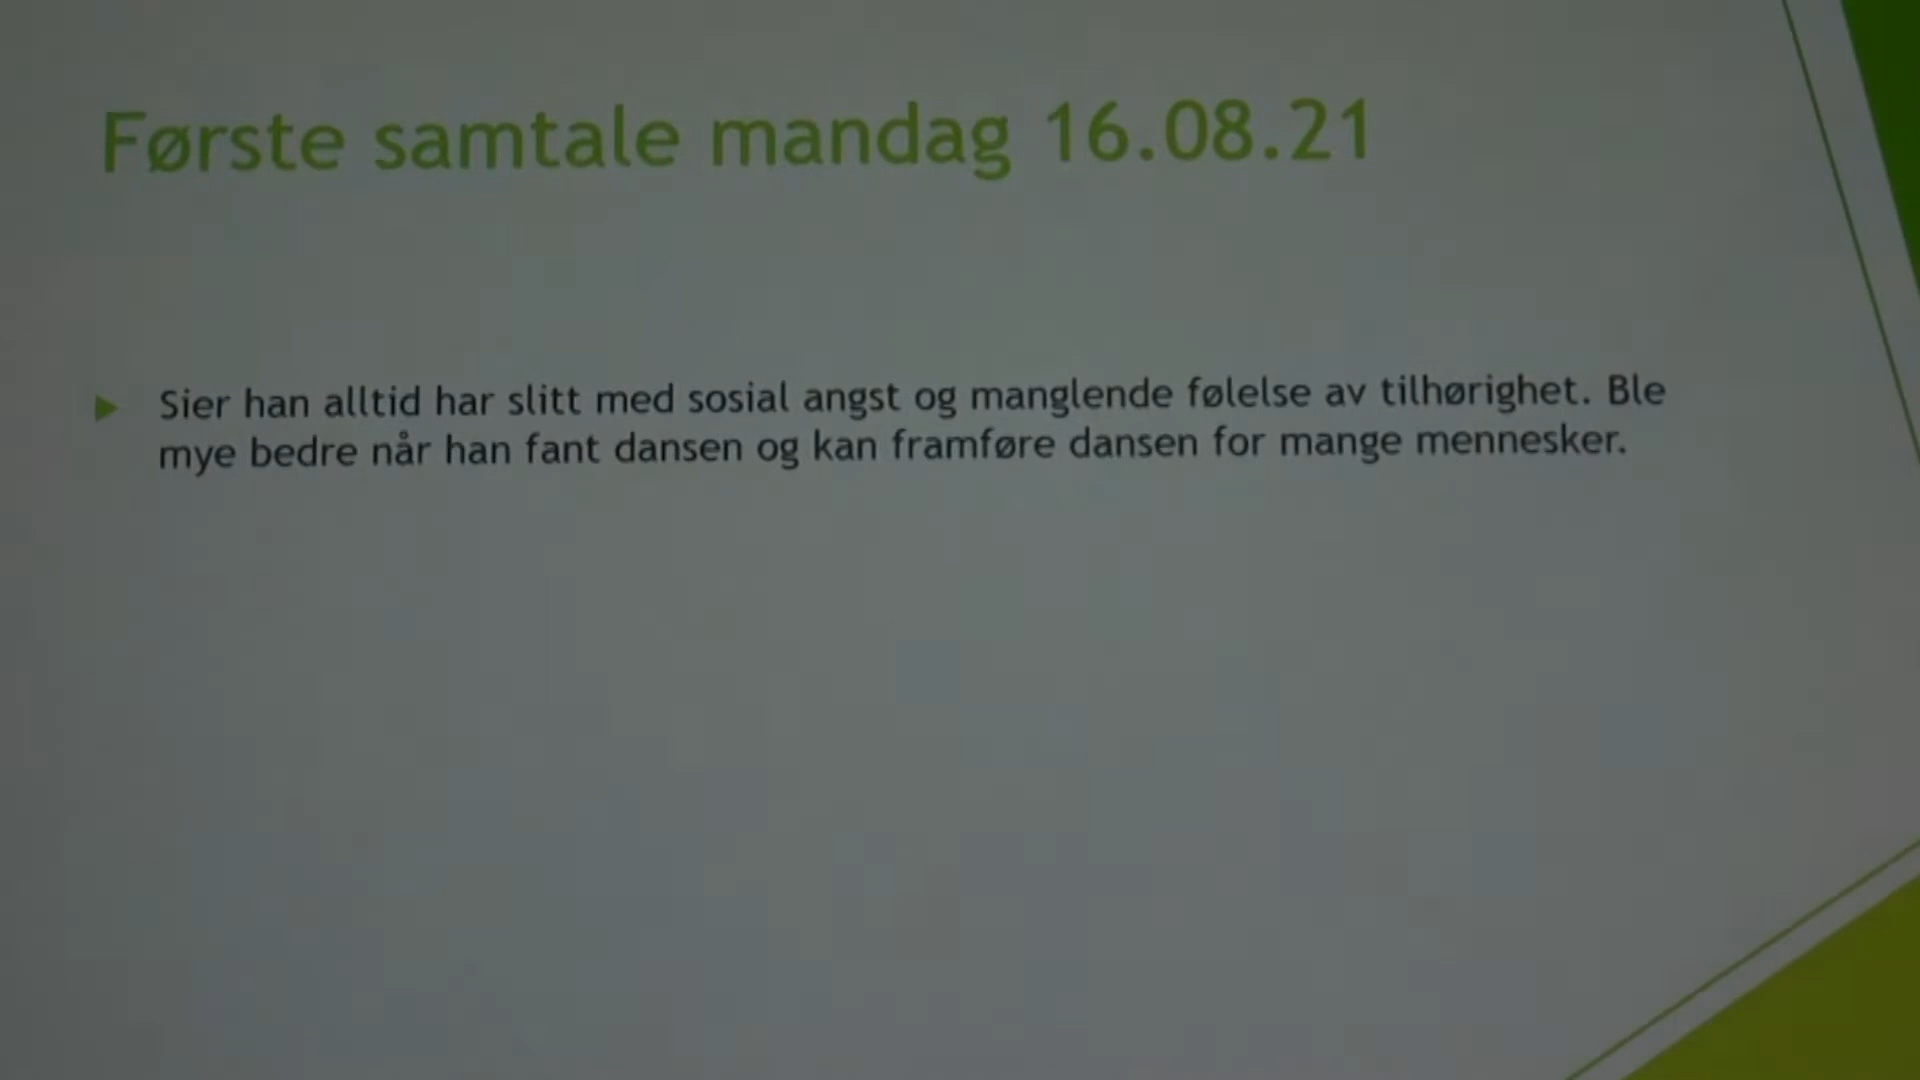 Første samtale mandag 16.08.21
Sier han alltid har slitt med sosial angst og manglende følelse av tilhørighet. Ble
mye bedre når han fant dansen og kan framføre dansen for mange mennesker.